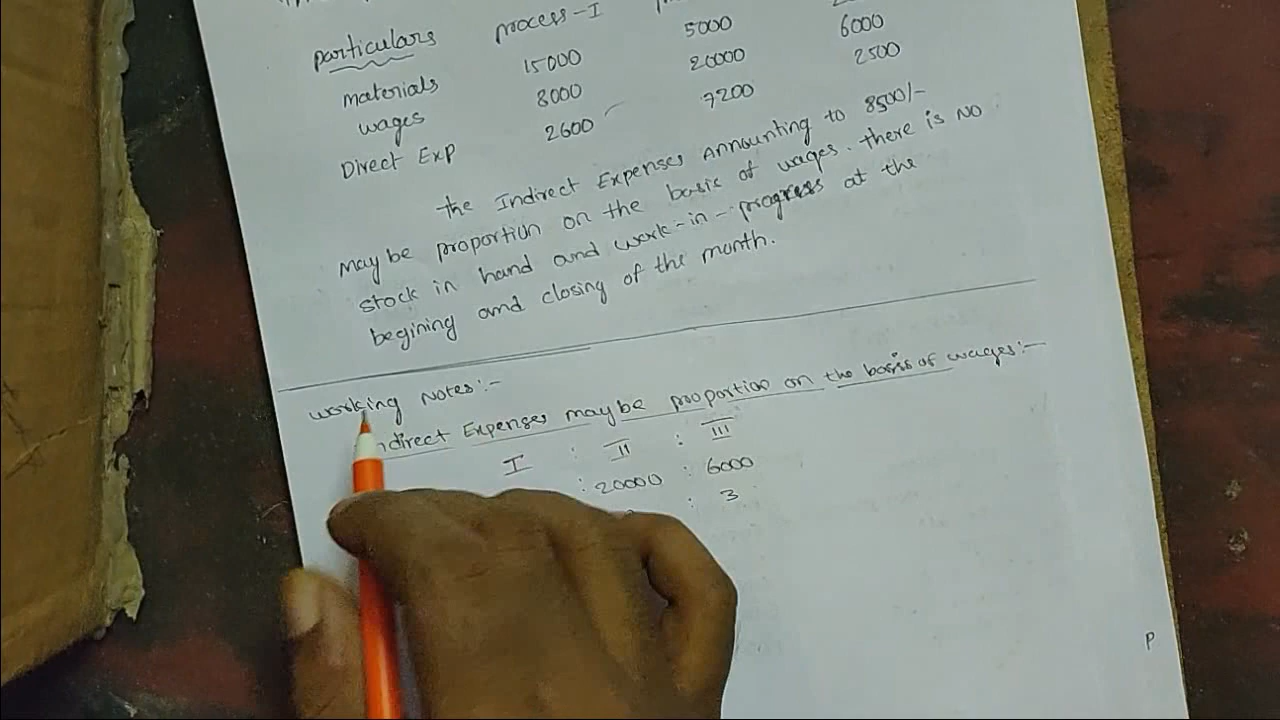 particulars process-I
materials 15000 5000
wages 8000 20000 6000
Direct Exp 2600 7200 2500
the Indirect Expenses Amounting to 8500/-
may be proportion on the basic of wages. there is NO
stock in hand and work-in-progress at the
begining and closing of the month.
working Notes:-
ndirect Expenses may be proportion on the basis of wages:-
I : II : III
: 20000 : 6000
: 3
P